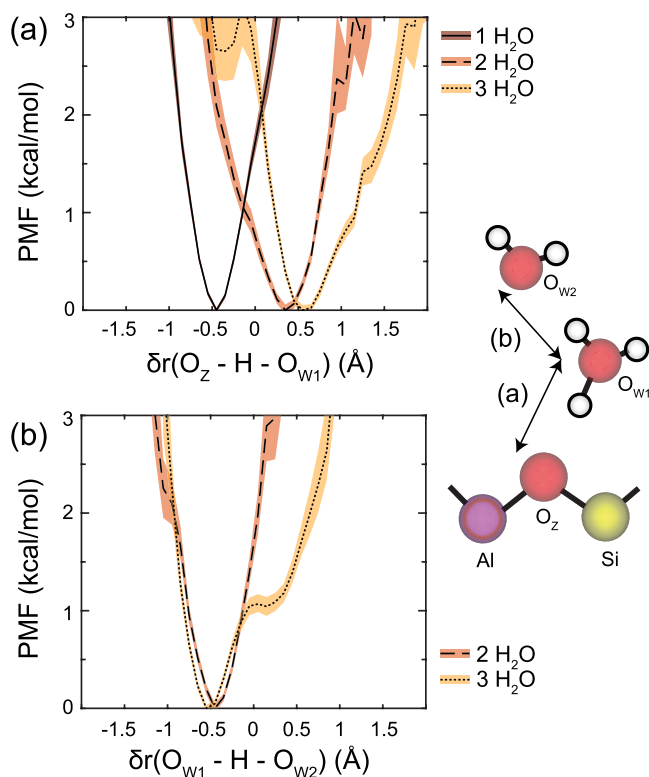 (a)
3
2
1
0
PMF (kcal/mol)
-1.5 -1 -0.5 0 0.5 1 1.5
δr(O_Z - H - O_W1) (Å)
1 H₂O
2 H₂O
3 H₂O
O_W2
(b)
O_W1
(a)
O_Z
Al
Si
(b)
3
2
1
0
PMF (kcal/mol)
-1.5 -1 -0.5 0 0.5 1 1.5
δr(O_W1 - H - O_W2) (Å)
2 H₂O
3 H₂O